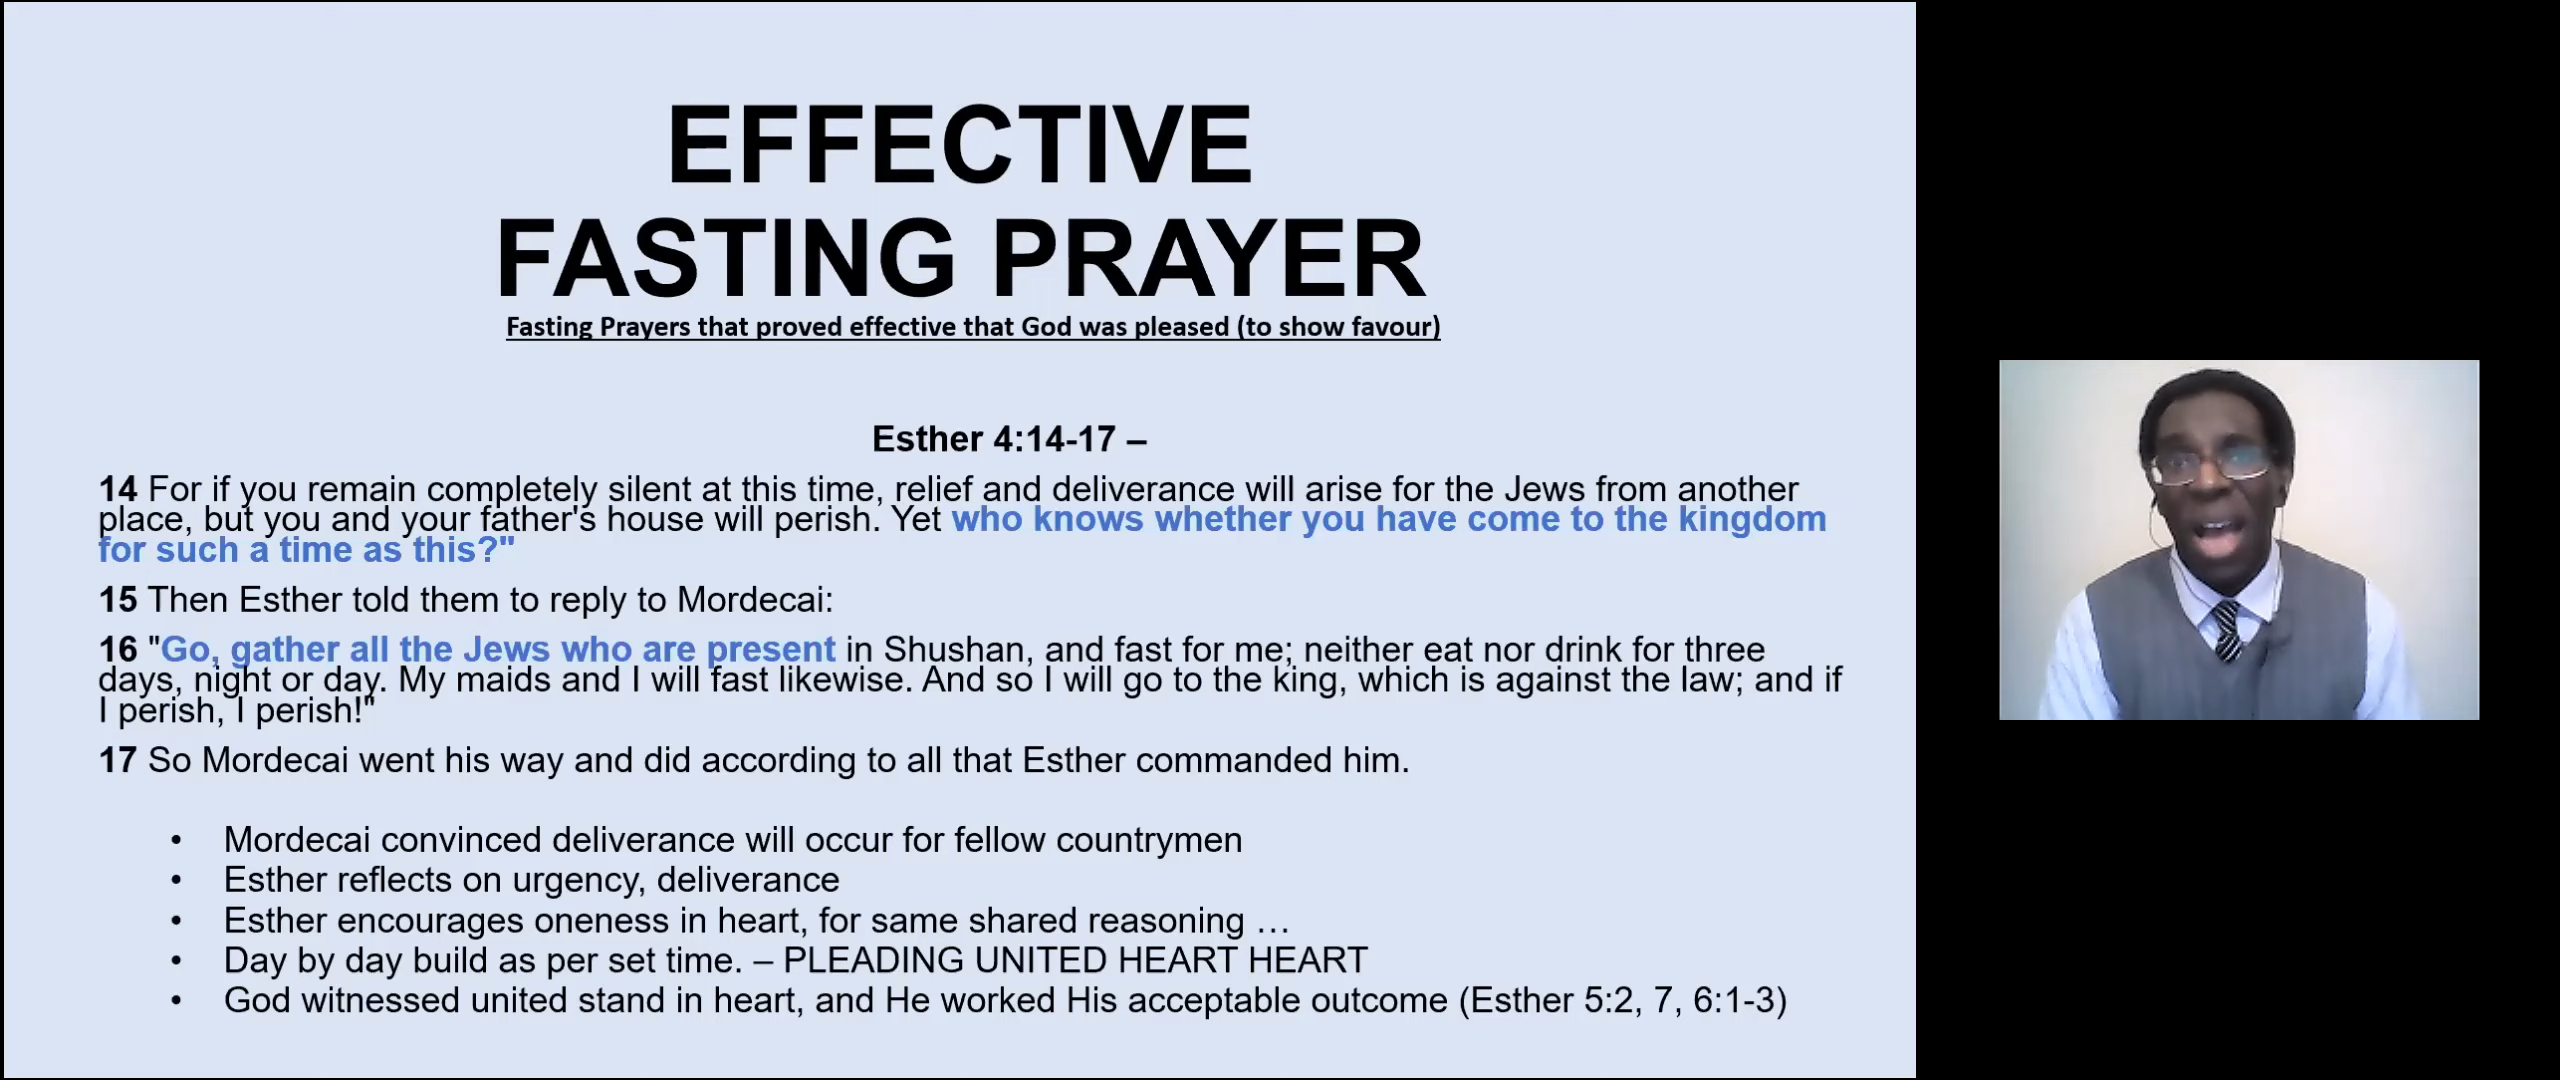 EFFECTIVE
FASTING PRAYER
Fasting Prayers that proved effective that God was pleased (to show favour)
Esther 4:14-17 –
14 For if you remain completely silent at this time, relief and deliverance will arise for the Jews from another
place, but you and your father's house will perish. Yet who knows whether you have come to the kingdom
for such a time as this?"
15 Then Esther told them to reply to Mordecai:
16 "Go, gather all the Jews who are present in Shushan, and fast for me; neither eat nor drink for three
days, night or day. My maids and I will fast likewise. And so I will go to the king, which is against the law; and if
I perish, I perish!"
17 So Mordecai went his way and did according to all that Esther commanded him.
• Mordecai convinced deliverance will occur for fellow countrymen
• Esther reflects on urgency, deliverance
• Esther encourages oneness in heart, for same shared reasoning …
• Day by day build as per set time. – PLEADING UNITED HEART HEART
• God witnessed united stand in heart, and He worked His acceptable outcome (Esther 5:2, 7, 6:1-3)